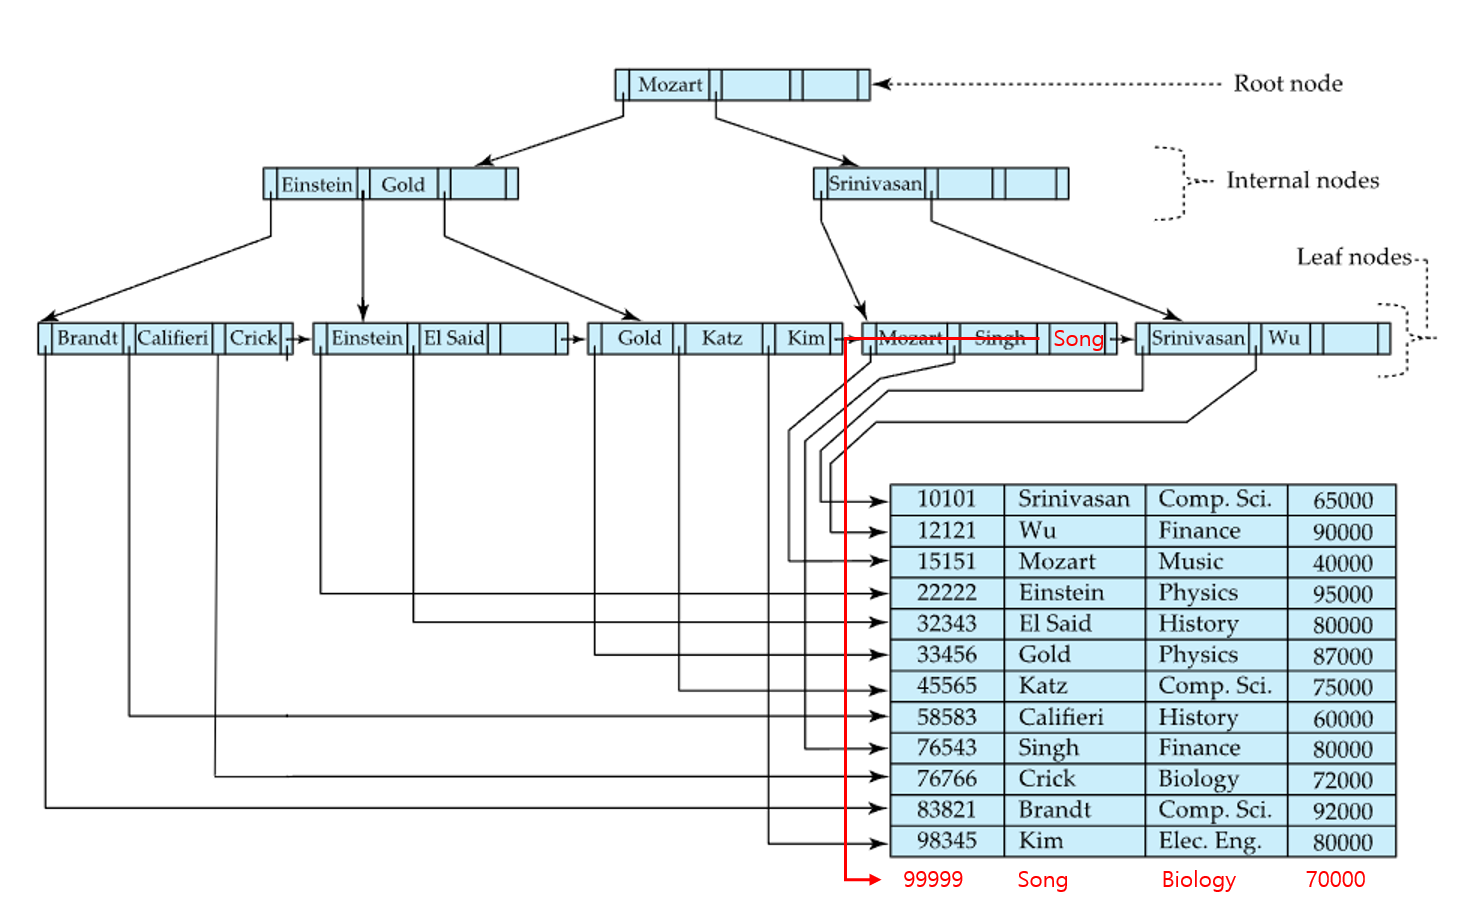 Mozart
Root node
Einstein Gold
Srinivasan
Internal nodes
Leaf nodes
Brandt Califieri Crick
Einstein El Said
Gold Katz Kim
Mozart Singh Song
Srinivasan Wu
10101 Srinivasan Comp. Sci. 65000
12121 Wu Finance 90000
15151 Mozart Music 40000
22222 Einstein Physics 95000
32343 El Said History 80000
33456 Gold Physics 87000
45565 Katz Comp. Sci. 75000
58583 Califieri History 60000
76543 Singh Finance 80000
76766 Crick Biology 72000
83821 Brandt Comp. Sci. 92000
98345 Kim Elec. Eng. 80000
99999 Song Biology 70000